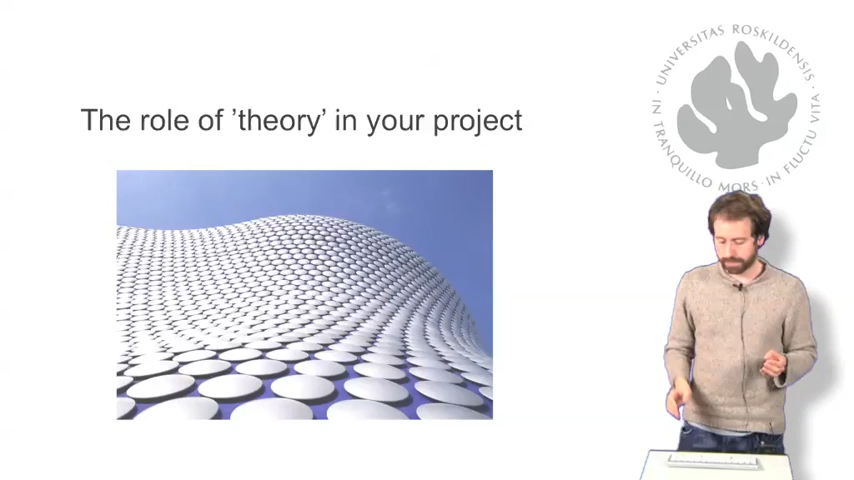 The role of ’theory’ in your project
UNIVERSITAS ROSKILDENSIS
IN TRANQUILLO MORS · IN FLUCTU VITA